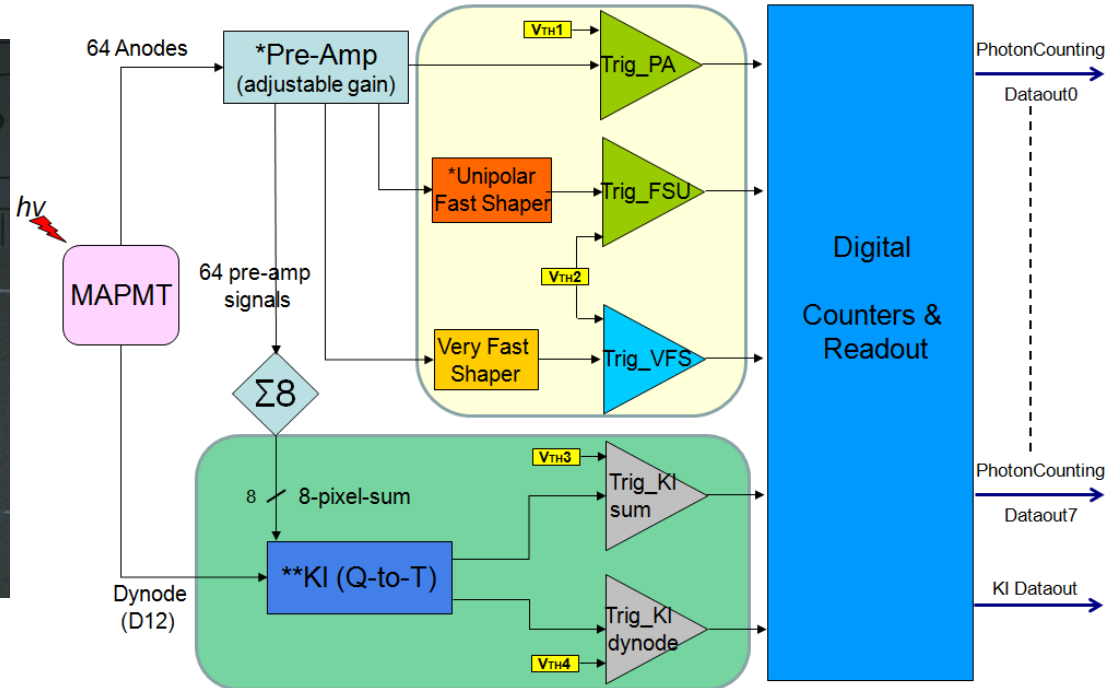 64 Anodes
*Pre-Amp
(adjustable gain)
VTH1
Trig_PA
PhotonCounting
Dataout0
*Unipolar
Fast Shaper
Trig_FSU
hν
MAPMT
64 pre-amp
signals
VTH2
Digital
Counters &
Readout
Very Fast
Shaper
Trig_VFS
Σ8
8
8-pixel-sum
VTH3
Trig_KI
sum
PhotonCounting
Dataout7
**KI (Q-to-T)
Dynode
(D12)
Trig_KI
dynode
VTH4
KI Dataout